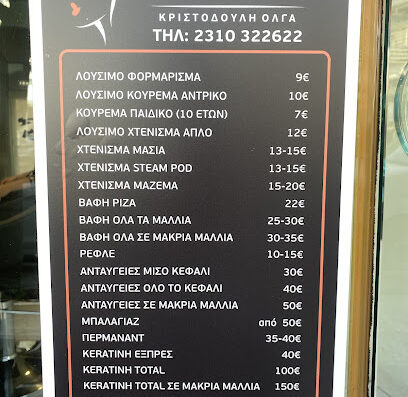 ΚΡΙΣΤΟΔΟΥΛΗ ΟΛΓΑ
ΤΗΛ: 2310 322622
ΛΟΥΣΙΜΟ ΦΟΡΜΑΡΙΣΜΑ 9€
ΛΟΥΣΙΜΟ ΚΟΥΡΕΜΑ ΑΝΤΡΙΚΟ 10€
ΚΟΥΡΕΜΑ ΠΑΙΔΙΚΟ (10 ΕΤΩΝ) 7€
ΛΟΥΣΙΜΟ ΧΤΕΝΙΣΜΑ ΑΠΛΟ 12€
ΧΤΕΝΙΣΜΑ ΜΑΣΙΑ 13-15€
ΧΤΕΝΙΣΜΑ STEAM POD 13-15€
ΧΤΕΝΙΣΜΑ ΜΑΖΕΜΑ 15-20€
ΒΑΦΗ ΡΙΖΑ 22€
ΒΑΦΗ ΟΛΑ ΤΑ ΜΑΛΛΙΑ 25-30€
ΒΑΦΗ ΟΛΑ ΣΕ ΜΑΚΡΙΑ ΜΑΛΛΙΑ 30-35€
ΡΕΦΛΕ 10-15€
ΑΝΤΑΥΓΕΙΕΣ ΜΙΣΟ ΚΕΦΑΛΙ 30€
ΑΝΤΑΥΓΕΙΕΣ ΟΛΟ ΤΟ ΚΕΦΑΛΙ 40€
ΑΝΤΑΥΓΕΙΕΣ ΣΕ ΜΑΚΡΙΑ ΜΑΛΛΙΑ 50€
ΜΠΑΛΑΓΙΑΖ από 50€
ΠΕΡΜΑΝΑΝΤ 35-40€
ΚΕRΑΤΙΝΗ ΕΞΠΡΕΣ 40€
ΚΕRΑΤΙΝΗ TOTAL 100€
ΚΕRΑΤΙΝΗ TOTAL ΣΕ ΜΑΚΡΙΑ ΜΑΛΛΙΑ 150€